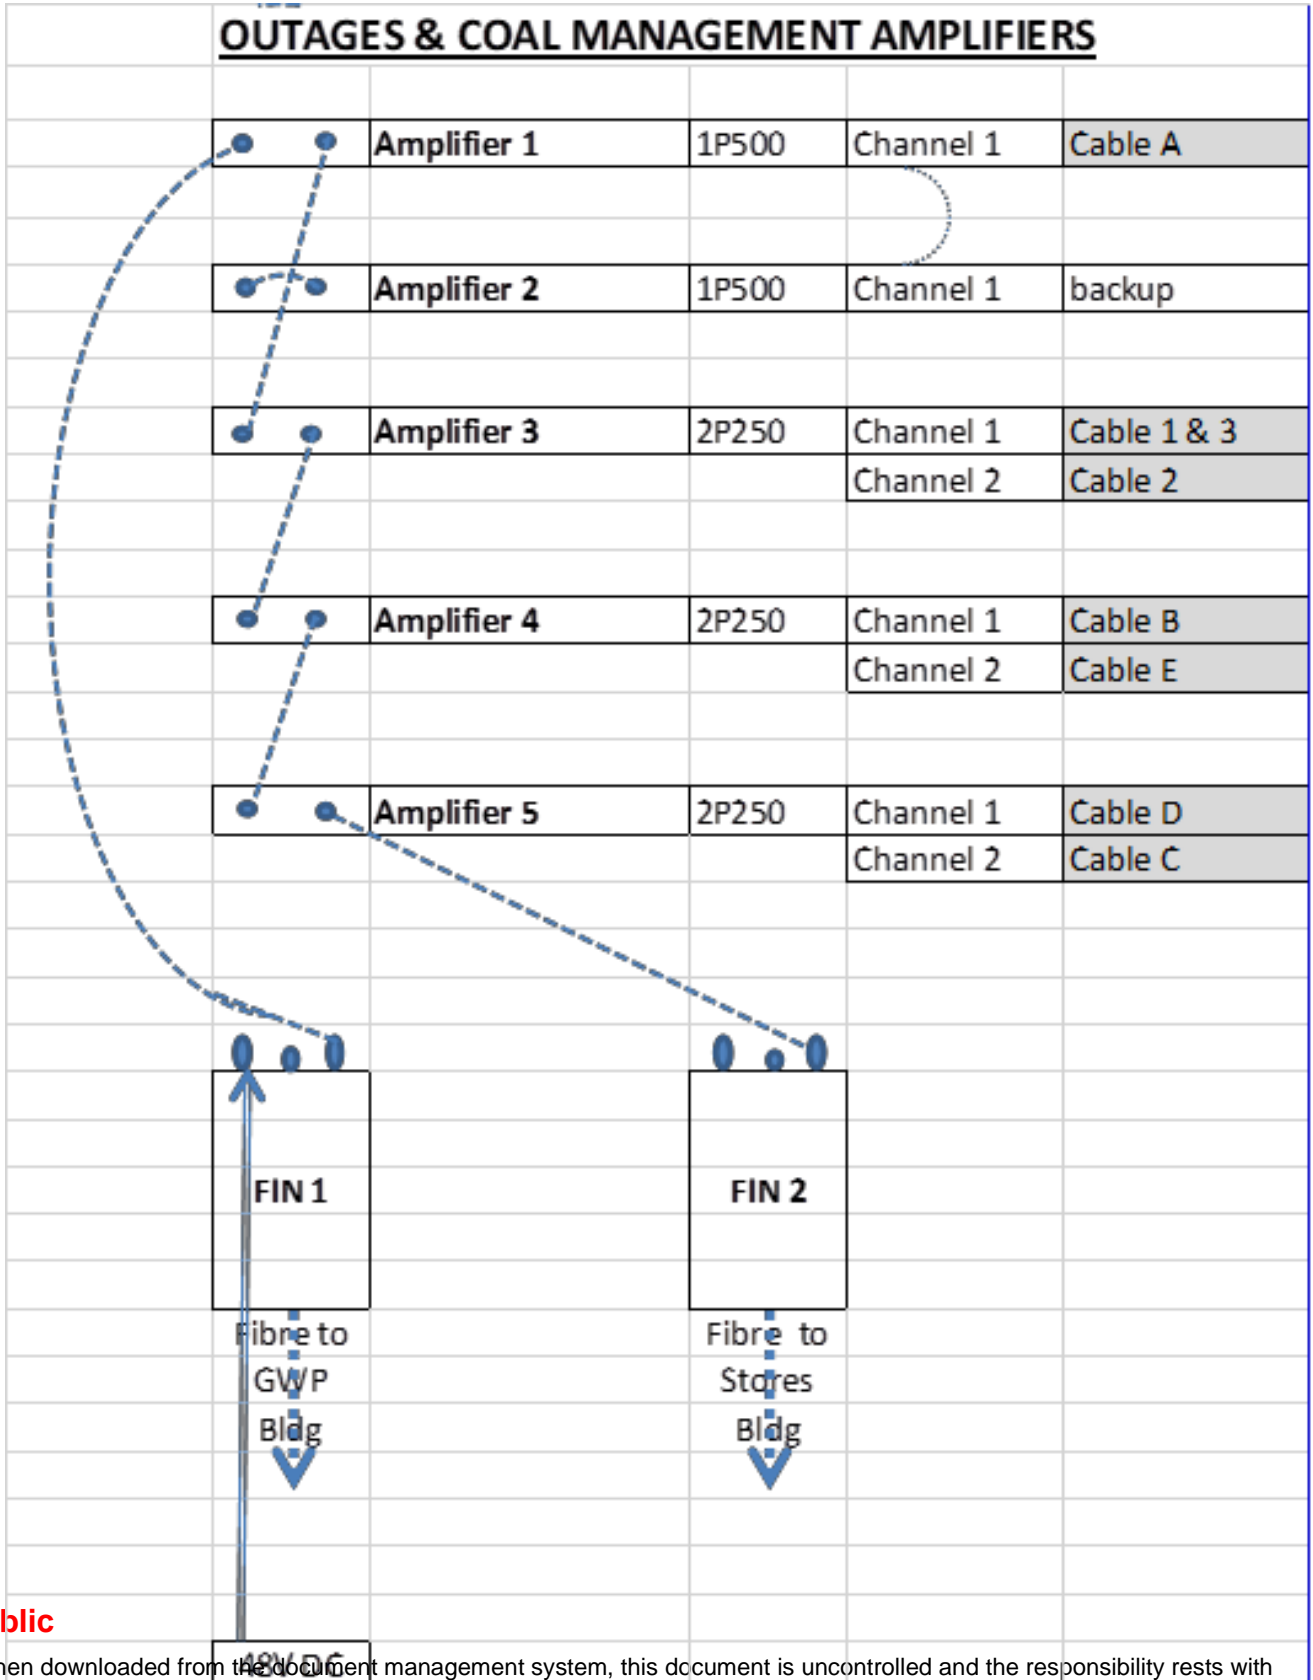 OUTAGES & COAL MANAGEMENT AMPLIFIERS
Amplifier 1 1P500 Channel 1 Cable A
Amplifier 2 1P500 Channel 1 backup
Amplifier 3 2P250 Channel 1 Cable 1 & 3
Channel 2 Cable 2
Amplifier 4 2P250 Channel 1 Cable B
Channel 2 Cable E
Amplifier 5 2P250 Channel 1 Cable D
Channel 2 Cable C
FIN 1 FIN 2
Fibre to Fibre to
GWP Stores
Bldg Bldg
blic
48V DC
hen downloaded from the document management system, this document is uncontrolled and the responsibility rests with